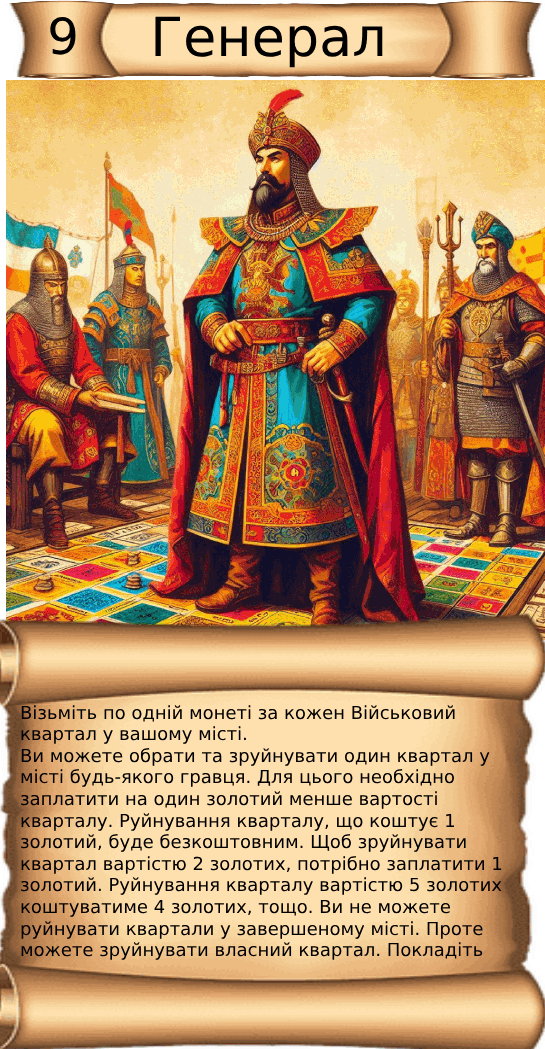 9 Генерал
Візьміть по одній монеті за кожен Військовий
квартал у вашому місті.
Ви можете обрати та зруйнувати один квартал у
місті будь-якого гравця. Для цього необхідно
заплатити на один золотий менше вартості
кварталу. Руйнування кварталу, що коштує 1
золотий, буде безкоштовним. Щоб зруйнувати
квартал вартістю 2 золотих, потрібно заплатити 1
золотий. Руйнування кварталу вартістю 5 золотих
коштуватиме 4 золотих, тощо. Ви не можете
руйнувати квартали у завершеному місті. Проте
можете зруйнувати власний квартал. Покладіть